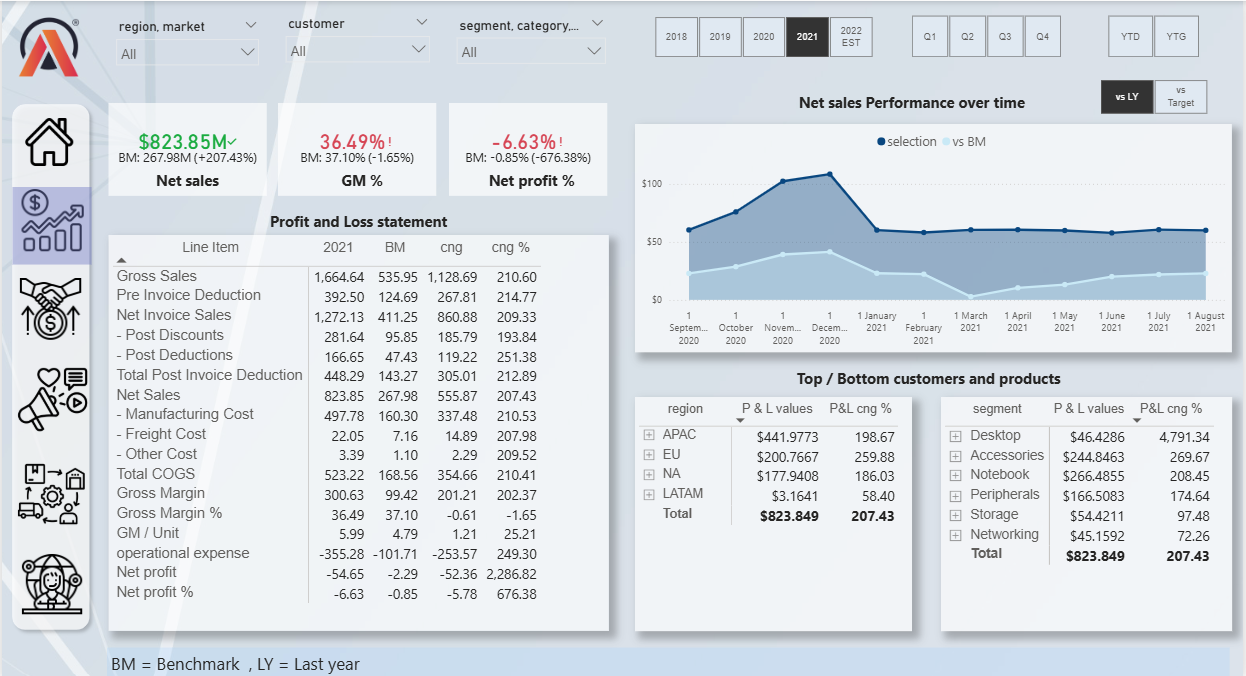 ®
region, market
All
customer
All
segment, category,...
All
2018 2019 2020 2021 2022 EST
Q1 Q2 Q3 Q4
YTD YTG
vs LY vs Target
$823.85M
BM: 267.98M (+207.43%)
Net sales
36.49%!
BM: 37.10% (-1.65%)
GM %
-6.63%!
BM: -0.85% (-676.38%)
Net profit %
Net sales Performance over time
selection vs BM
$100
$50
$0
1 Septem... 2020
1 October 2020
1 Novem... 2020
1 Decem... 2020
1 January 2021
1 February 2021
1 March 2021
1 April 2021
1 May 2021
1 June 2021
1 July 2021
1 August 2021
Profit and Loss statement
Line Item 2021 BM cng cng %
Gross Sales 1,664.64 535.95 1,128.69 210.60
Pre Invoice Deduction 392.50 124.69 267.81 214.77
Net Invoice Sales 1,272.13 411.25 860.88 209.33
- Post Discounts 281.64 95.85 185.79 193.84
- Post Deductions 166.65 47.43 119.22 251.38
Total Post Invoice Deduction 448.29 143.27 305.01 212.89
Net Sales 823.85 267.98 555.87 207.43
- Manufacturing Cost 497.78 160.30 337.48 210.53
- Freight Cost 22.05 7.16 14.89 207.98
- Other Cost 3.39 1.10 2.29 209.52
Total COGS 523.22 168.56 354.66 210.41
Gross Margin 300.63 99.42 201.21 202.37
Gross Margin % 36.49 37.10 -0.61 -1.65
GM / Unit 5.99 4.79 1.21 25.21
operational expense -355.28 -101.71 -253.57 249.30
Net profit -54.65 -2.29 -52.36 2,286.82
Net profit % -6.63 -0.85 -5.78 676.38
Top / Bottom customers and products
region P & L values P&L cng %
APAC $441.9773 198.67
EU $200.7667 259.88
NA $177.9408 186.03
LATAM $3.1641 58.40
Total $823.849 207.43
segment P & L values P&L cng %
Desktop $46.4286 4,791.34
Accessories $244.8463 269.67
Notebook $266.4855 208.45
Peripherals $166.5083 174.64
Storage $54.4211 97.48
Networking $45.1592 72.26
Total $823.849 207.43
BM = Benchmark , LY = Last year